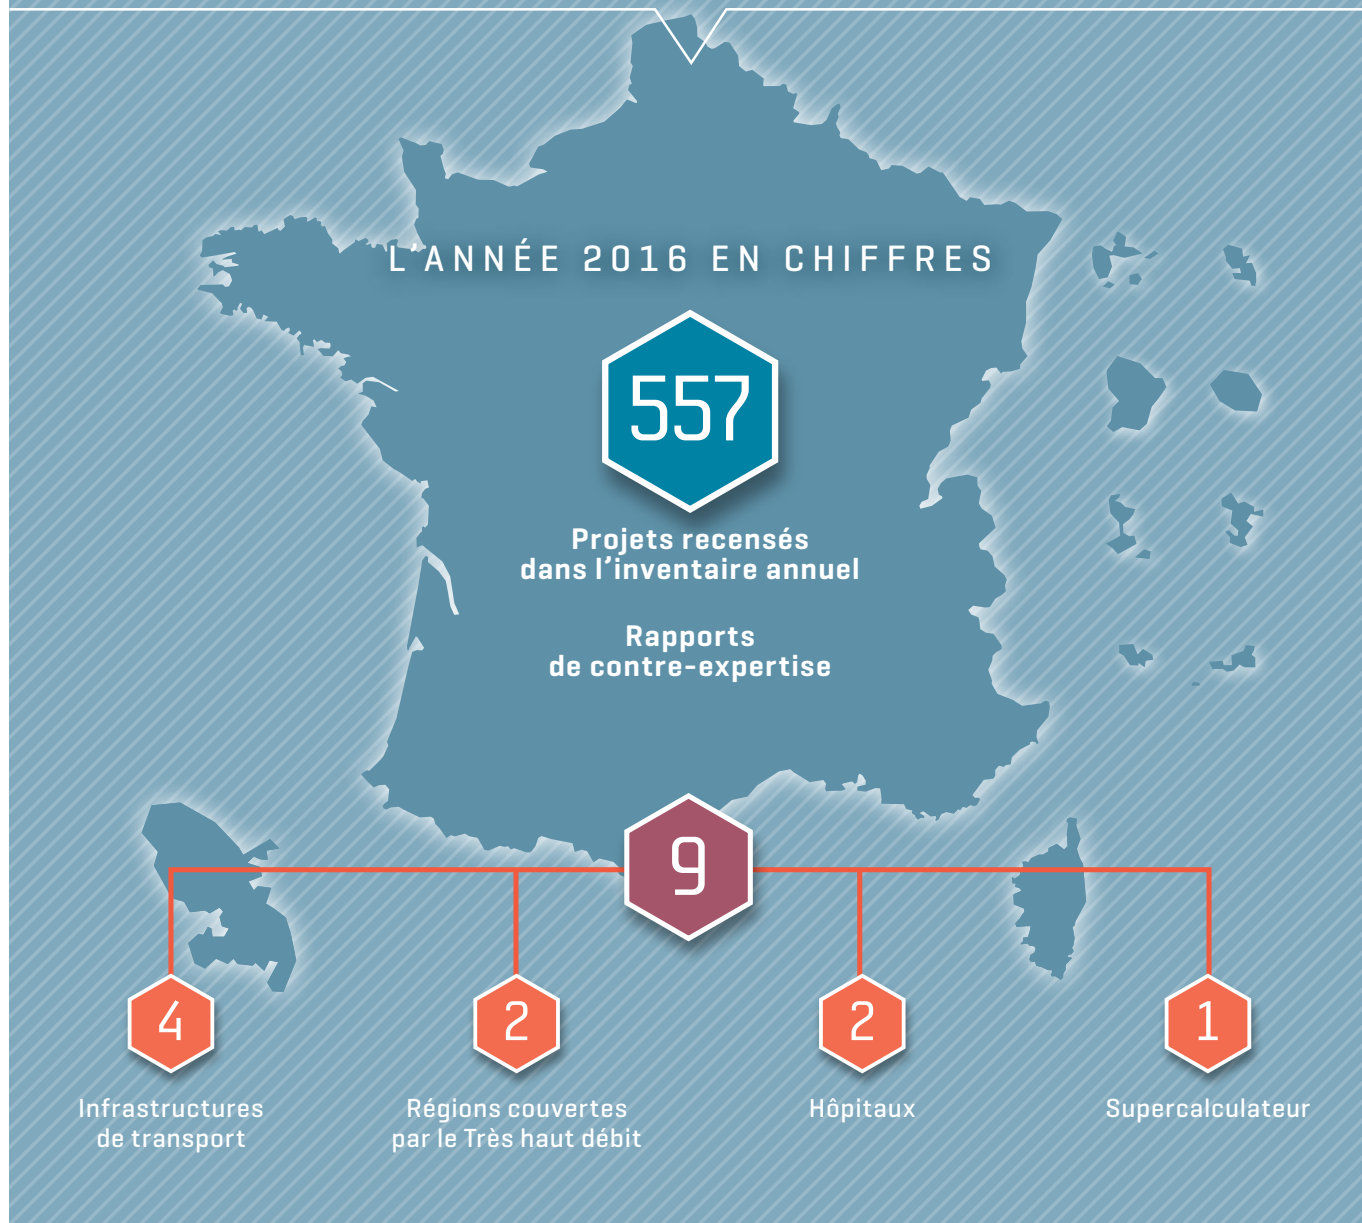 L'ANNÉE 2016 EN CHIFFRES
557
Projets recensés
dans l'inventaire annuel
Rapports
de contre-expertise
9
4
Infrastructures
de transport
2
Régions couvertes
par le Très haut débit
2
Hôpitaux
1
Supercalculateur